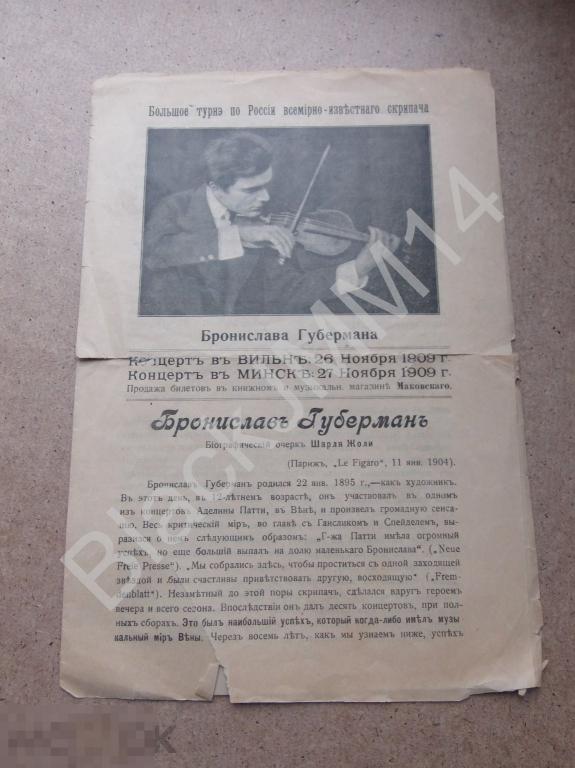 Большое турнэ по Россіи всемірно-извѣстнаго скрипача
Бронислава Губермана
Концертъ въ ВИЛЬНѢ: 26 Ноября 1909 г.
Концертъ въ МИНСКѢ: 27 Ноября 1909 г.
Продажа билетовъ въ книжномъ и музыкальн. магазинѣ Маковскаго.
Брониславъ Губерманъ
Біографическій очеркъ Шарля Жоли
(Парижъ, „Le Figaro", 11 янв. 1904).
Брониславъ Губерманъ родился 22 янв. 1895 г.,—какъ художникъ.
Въ этотъ день, въ 12-лѣтнемъ возрастѣ, онъ участвовалъ въ одномъ
изъ концертовъ Аделины Патти, въ Вѣнѣ, и произвелъ громадную сенса-
цію. Весь критическій міръ, во главѣ съ Гансликомъ и Спейделемъ, вы-
разился о немъ слѣдующимъ образомъ: „Г-жа Патти имѣла огромный
успѣхъ, но еще большій выпалъ на долю маленькаго Бронислава". („Neue
Freie Presse"). „Мы собрались здѣсь, чтобы проститься съ одной заходящей
звѣздой и были счастливы привѣтствовать другую, восходящую" („Frem-
denblatt"). Незамѣтный до этой поры скрипачъ, сдѣлался вдругъ героемъ
вечера и всего сезона. Впослѣдствіи онъ далъ десять концертовъ, при пол-
ныхъ сборахъ. Это былъ наибольшій успѣхъ, который когда-либо имѣлъ музы
кальный міръ Вѣны. Черезъ восемь лѣтъ, какъ мы узнаемъ ниже, успѣхъ